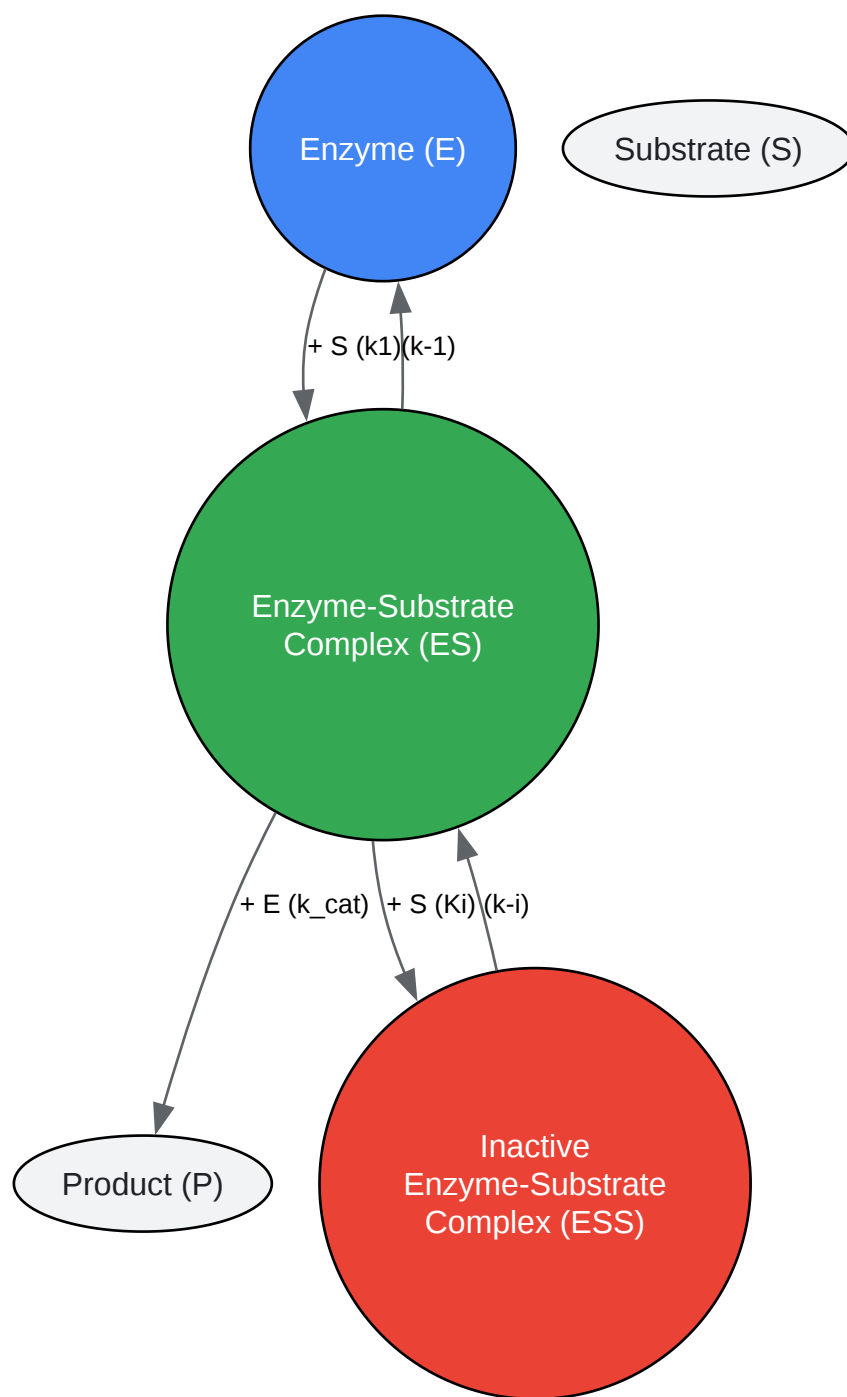 Enzyme (E)
Substrate (S)
+ S (k1)
(k-1)
Enzyme-Substrate
Complex (ES)
+ E (k_cat)
+ S (Ki)
(k-i)
Product (P)
Inactive
Enzyme-Substrate
Complex (ESS)